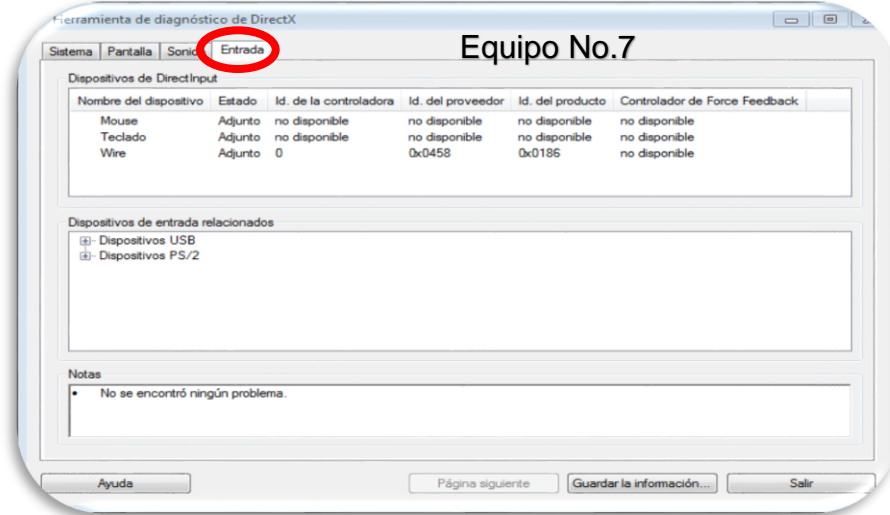 Herramienta de diagnóstico de DirectX
Equipo No.7
Sistema Pantalla Sonido Entrada
Dispositivos de DirectInput
Nombre del dispositivo Estado Id. de la controladora Id. del proveedor Id. del producto Controlador de Force Feedback
Mouse Adjunto no disponible no disponible no disponible no disponible
Teclado Adjunto no disponible no disponible no disponible no disponible
Wire Adjunto 0 0x0458 0x0186 no disponible
Dispositivos de entrada relacionados
Dispositivos USB
Dispositivos PS/2
Notas
• No se encontró ningún problema.
Ayuda Página siguiente Guardar la información... Salir